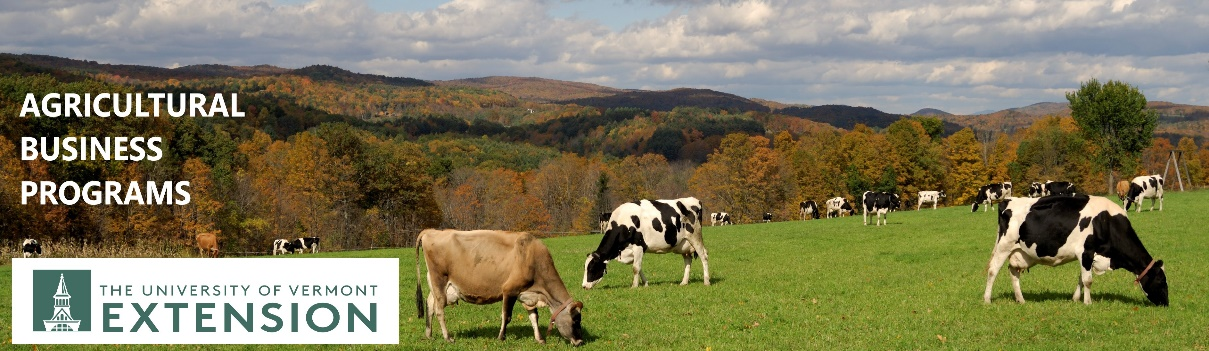 AGRICULTURAL
BUSINESS
PROGRAMS
THE UNIVERSITY OF VERMONT
EXTENSION